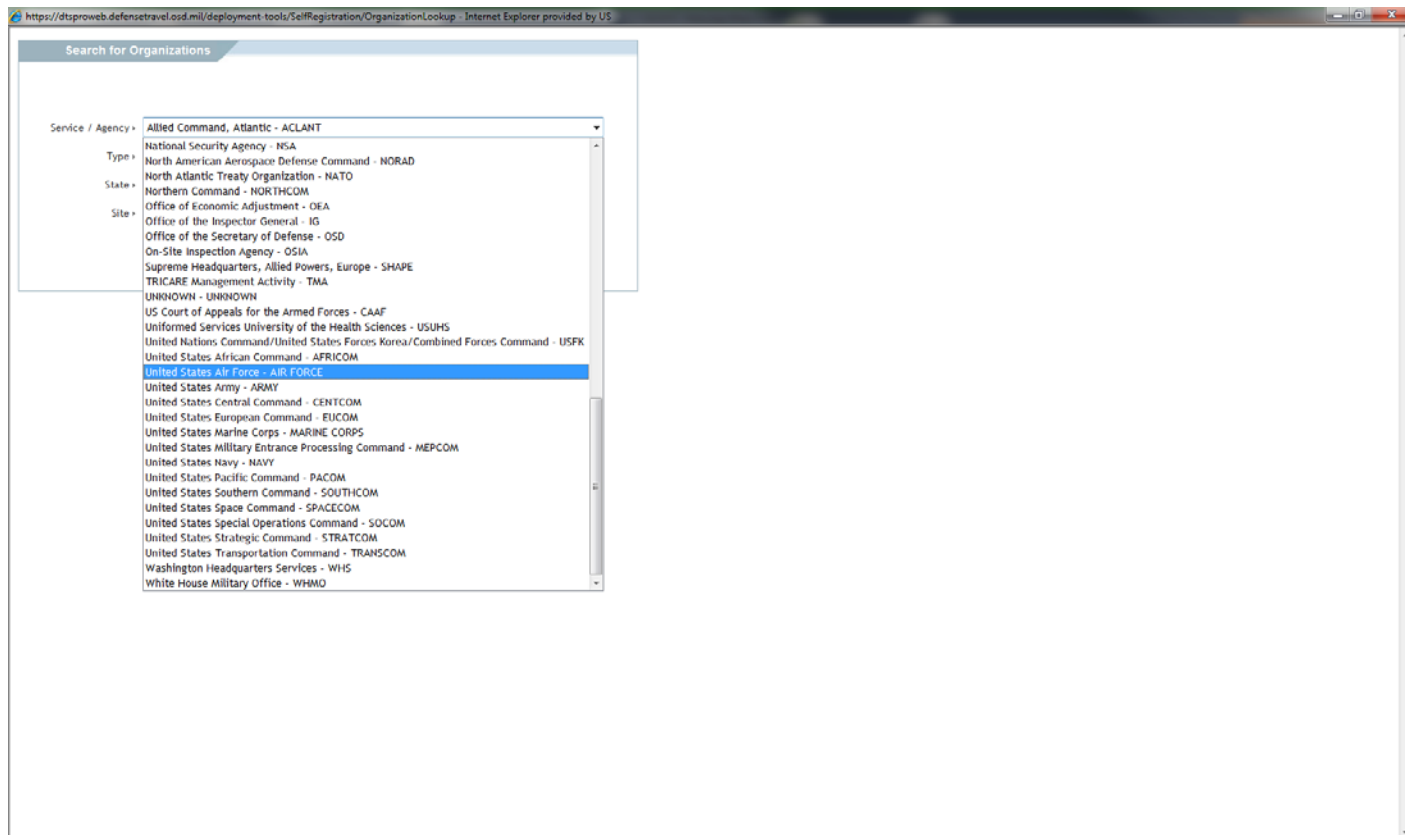 https://dtsproweb.defensetravel.osd.mil/deployment-tools/SelfRegistration/OrganizationLookup - Internet Explorer provided by US
Search for Organizations
Service / Agency
Allied Command, Atlantic - ACLANT
Type
State
Site
National Security Agency - NSA
North American Aerospace Defense Command - NORAD
North Atlantic Treaty Organization - NATO
Northern Command - NORTHCOM
Office of Economic Adjustment - OEA
Office of the Inspector General - IG
Office of the Secretary of Defense - OSD
On-Site Inspection Agency - OSIA
Supreme Headquarters, Allied Powers, Europe - SHAPE
TRICARE Management Activity - TMA
UNKNOWN - UNKNOWN
US Court of Appeals for the Armed Forces - CAAF
Uniformed Services University of the Health Sciences - USUHS
United Nations Command/United States Forces Korea/Combined Forces Command - USFK
United States African Command - AFRICOM
United States Air Force - AIR FORCE
United States Army - ARMY
United States Central Command - CENTCOM
United States European Command - EUCOM
United States Marine Corps - MARINE CORPS
United States Military Entrance Processing Command - MEPCOM
United States Navy - NAVY
United States Pacific Command - PACOM
United States Southern Command - SOUTHCOM
United States Space Command - SPACECOM
United States Special Operations Command - SOCOM
United States Strategic Command - STRATCOM
United States Transportation Command - TRANSCOM
Washington Headquarters Services - WHS
White House Military Office - WHMO